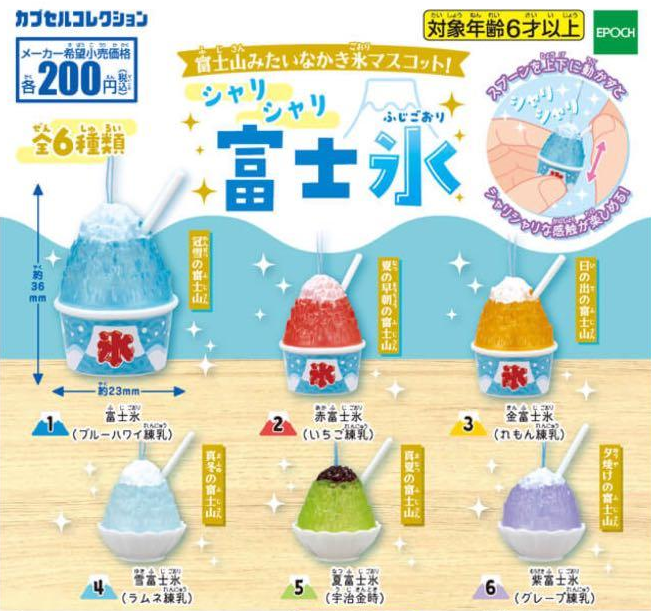 カプセルコレクション
メーカー希望小売価格
各200円(税込)
全6種類
対象年齢6才以上
EPOCH
富士山みたいなかき氷マスコット!
シャリ
シャリ
富士氷
ふじごおり
スプーンを上下に動かすと
シャリ
シャリ
シャリシャリな感触が楽しめる!
約36mm
約23mm
氷
冠雪の富士山
1
富士氷
(ブルーハワイ練乳)
氷
夏の早朝の富士山
2
赤富士氷
(いちご練乳)
氷
日の出の富士山
3
金富士氷
(れもん練乳)
真冬の富士山
4
雪富士氷
(ラムネ練乳)
真夏の富士山
5
夏富士氷
(宇治金時)
夕焼けの富士山
6
紫富士氷
(グレープ練乳)